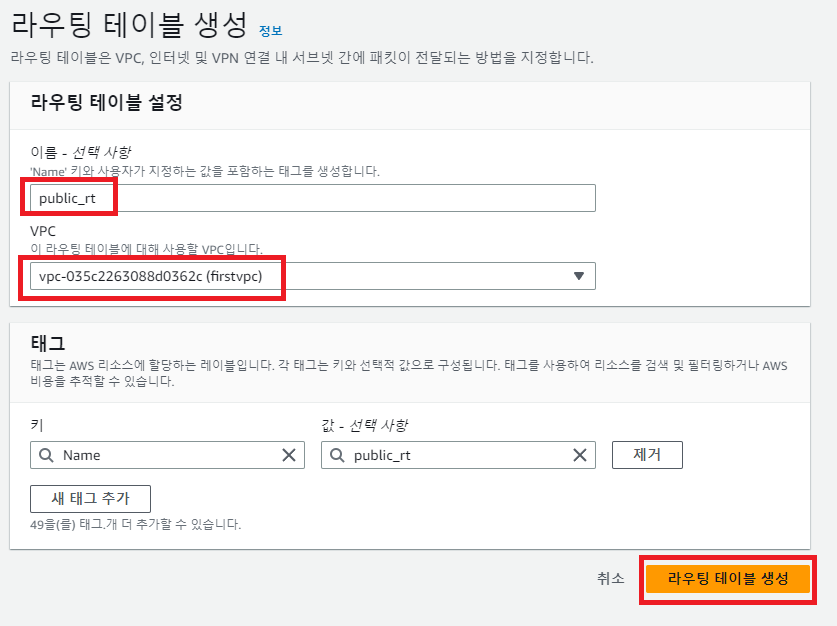 라우팅 테이블 생성 정보
라우팅 테이블은 VPC, 인터넷 및 VPN 연결 내 서브넷 간에 패킷이 전달되는 방법을 지정합니다.
라우팅 테이블 설정
이름 - 선택 사항
'Name' 키와 사용자가 지정하는 값을 포함하는 태그를 생성합니다.
public_rt
VPC
이 라우팅 테이블에 대해 사용할 VPC입니다.
vpc-035c2263088d0362c (firstvpc)
태그
태그는 AWS 리소스에 할당하는 레이블입니다. 각 태그는 키와 선택적 값으로 구성됩니다. 태그를 사용하여 리소스를 검색 및 필터링하거나 AWS
비용을 추적할 수 있습니다.
키 값 - 선택 사항
Name public_rt 제거
새 태그 추가
49을(를) 태그.개 더 추가할 수 있습니다.
취소 라우팅 테이블 생성